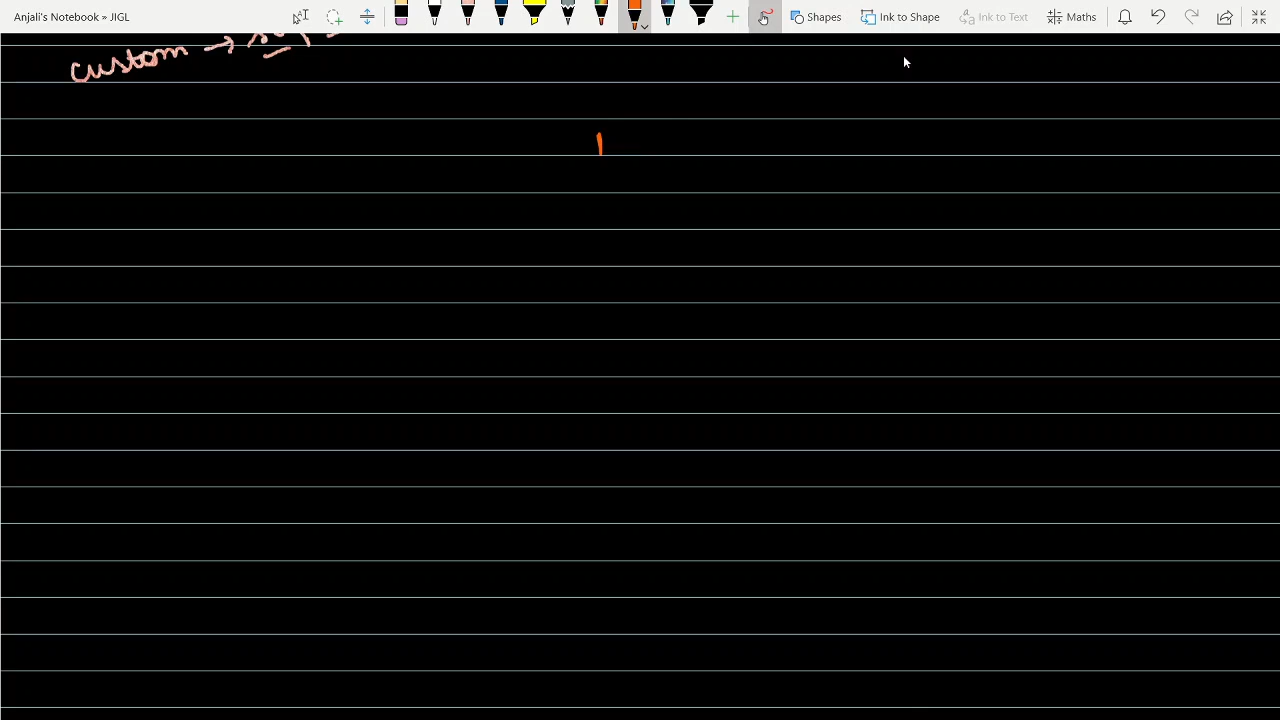 Anjali's Notebook » JIGL
Shapes
Ink to Shape
Ink to Text
Maths
custom →